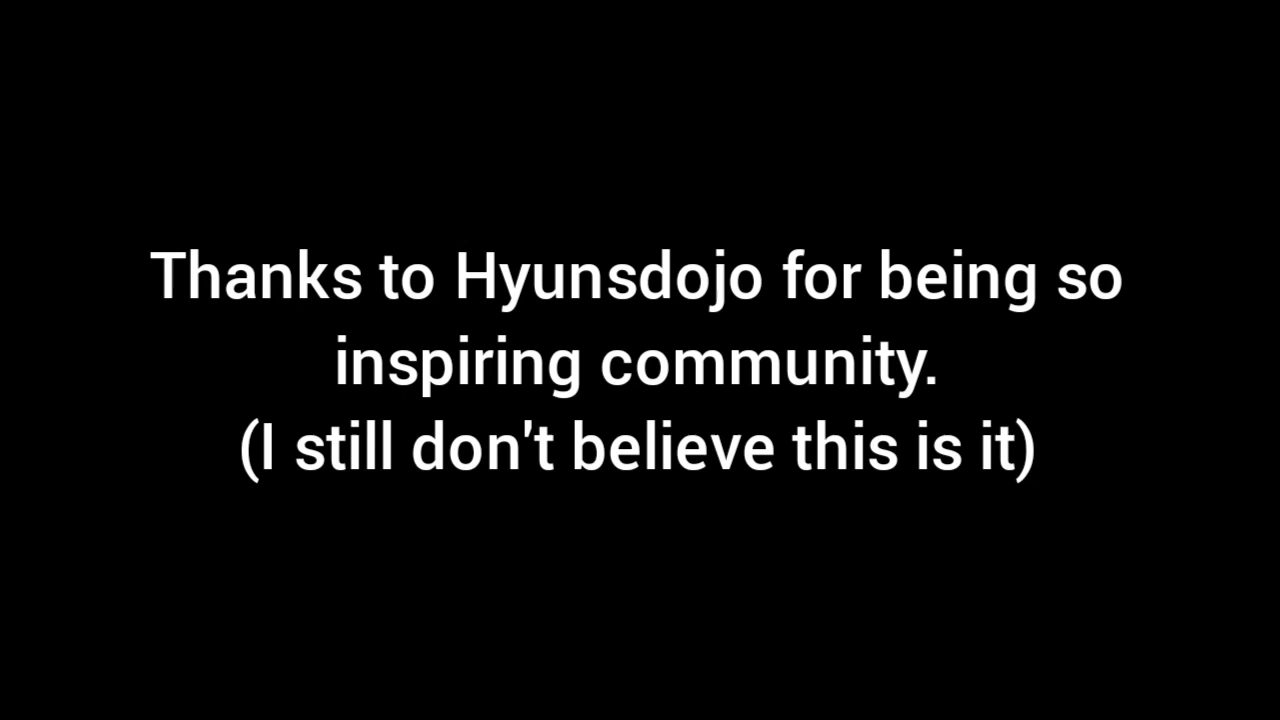 Thanks to Hyunsdojo for being so
inspiring community.
(I still don't believe this is it)